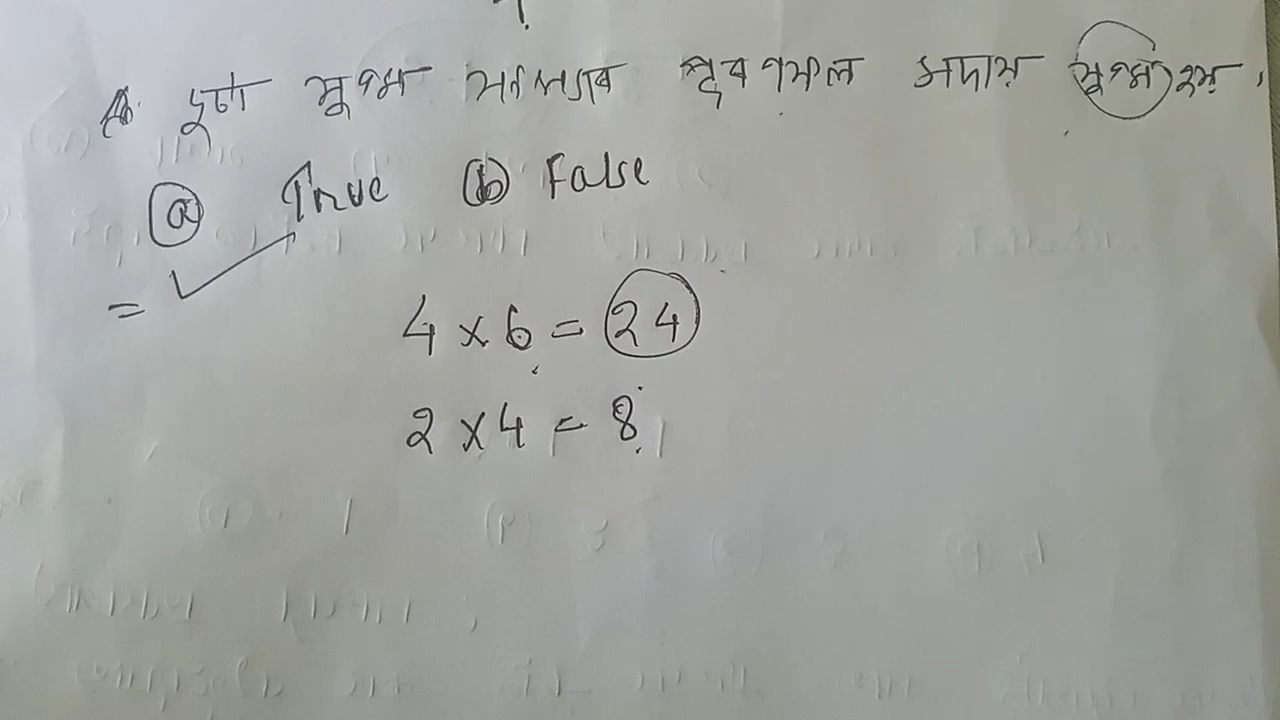 দুটা যুগ্ম সংখ্যাৰ পূৰণফল সদায় যুগ্ম হয় ।
(a) True (b) False
=
4 × 6 = 24
2 × 4 = 8